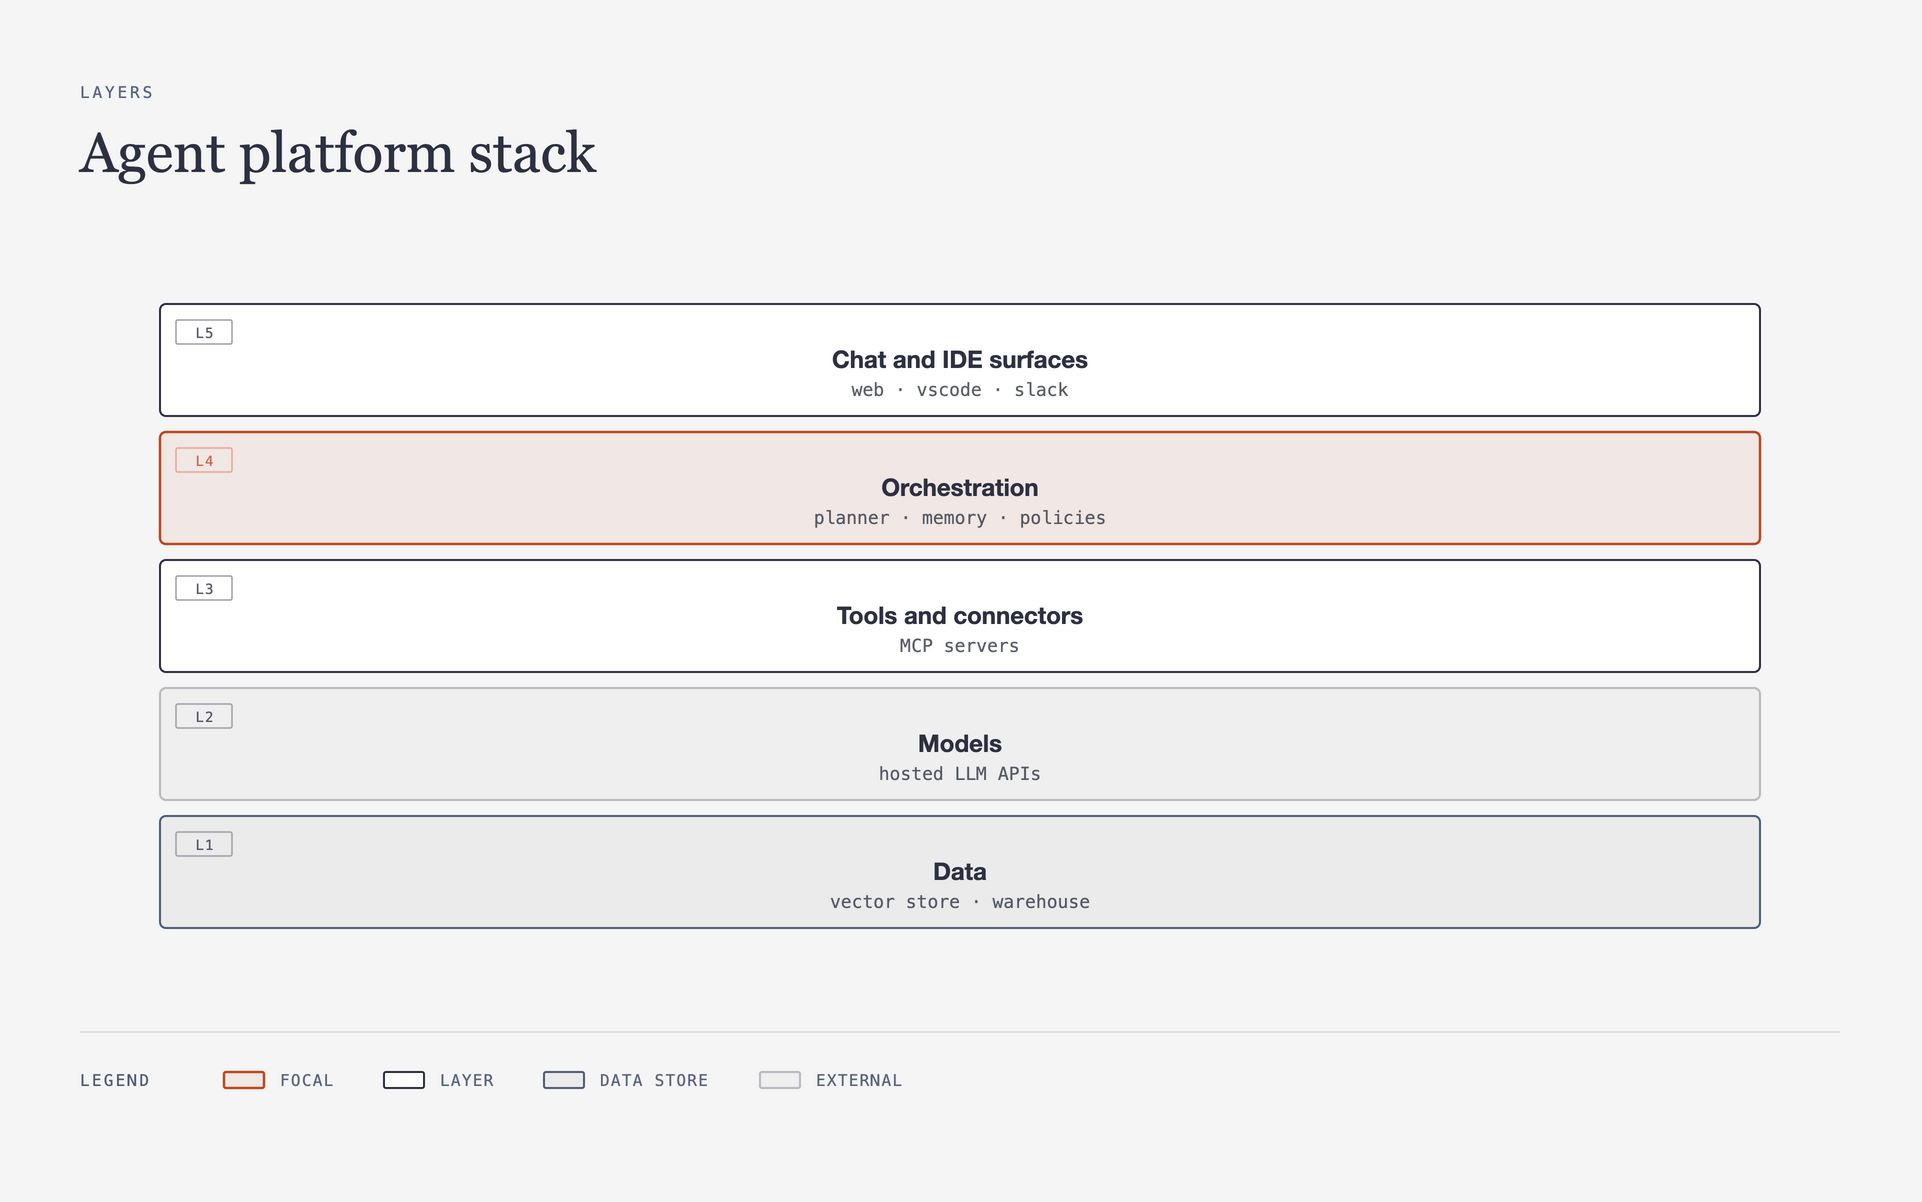 LAYERS
Agent platform stack
L5
Chat and IDE surfaces
web · vscode · slack
L4
Orchestration
planner · memory · policies
L3
Tools and connectors
MCP servers
L2
Models
hosted LLM APIs
L1
Data
vector store · warehouse
LEGEND FOCAL LAYER DATA STORE EXTERNAL